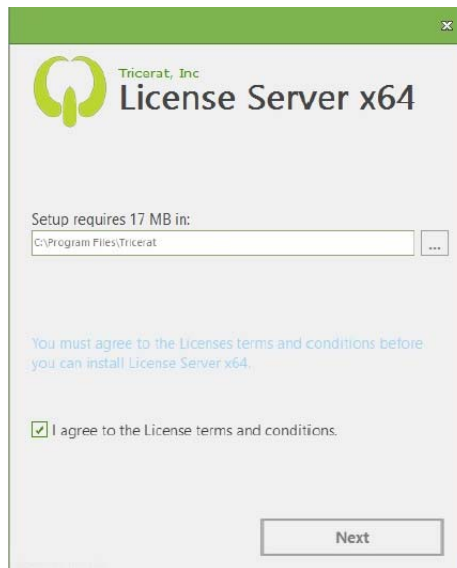 Tricerat, Inc
License Server x64
Setup requires 17 MB in:
C:\Program Files\Tricerat
...
You must agree to the Licenses terms and conditions before
you can install License Server x64.
I agree to the License terms and conditions.
Next